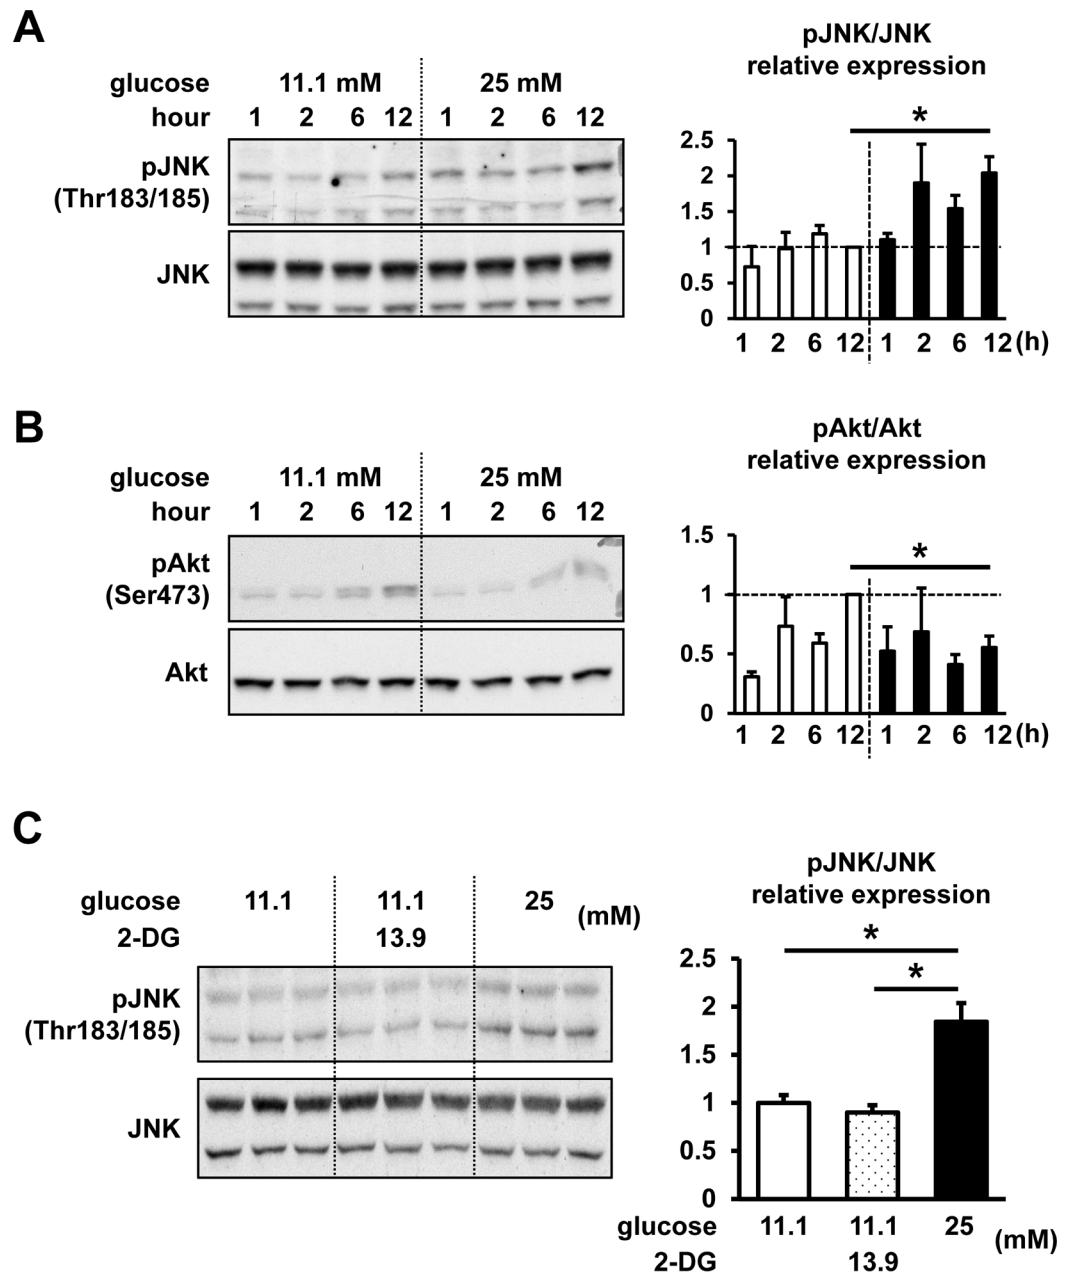 A
pJNK/JNK
relative expression
glucose 11.1 mM 25 mM
hour 1 2 6 12 1 2 6 12
pJNK
(Thr183/185)
JNK
*
2.5
2
1.5
1
0.5
0
1 2 6 12 1 2 6 12 (h)
B
pAkt/Akt
relative expression
glucose 11.1 mM 25 mM
hour 1 2 6 12 1 2 6 12
pAkt
(Ser473)
Akt
*
1.5
1
0.5
0
1 2 6 12 1 2 6 12 (h)
C
pJNK/JNK
relative expression
glucose 11.1 11.1 25 (mM)
2-DG 13.9
pJNK
(Thr183/185)
JNK
*
*
2.5
2
1.5
1
0.5
0
glucose 11.1 11.1 25 (mM)
2-DG 13.9